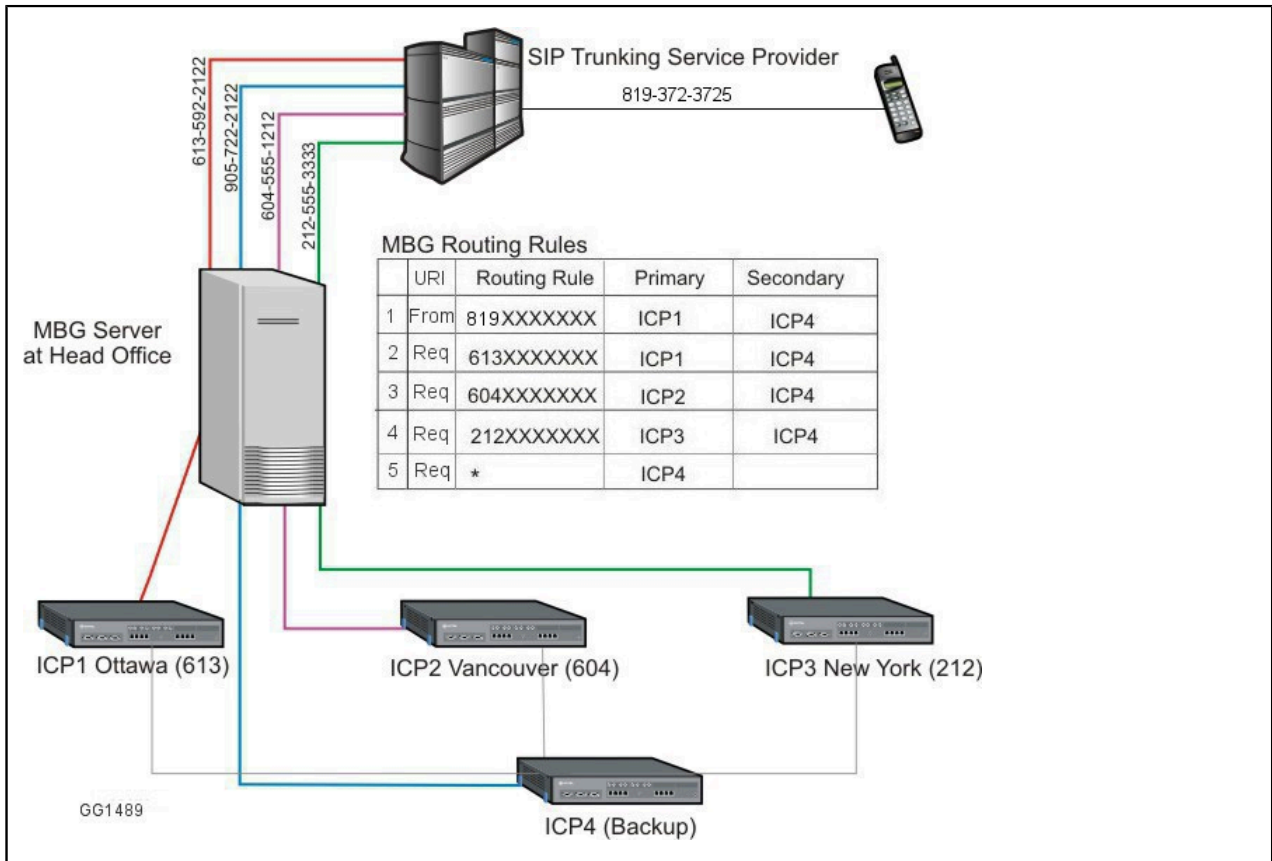 SIP Trunking Service Provider
819-372-3725
613-592-2122
905-722-2122
604-555-1212
212-555-3333
MBG Server
at Head Office
MBG Routing Rules
URI Routing Rule Primary Secondary
1 From 819XXXXXXX ICP1 ICP4
2 Req 613XXXXXXX ICP1 ICP4
3 Req 604XXXXXXX ICP2 ICP4
4 Req 212XXXXXXX ICP3 ICP4
5 Req * ICP4
ICP1 Ottawa (613)
ICP2 Vancouver (604)
ICP3 New York (212)
ICP4 (Backup)
GG1489